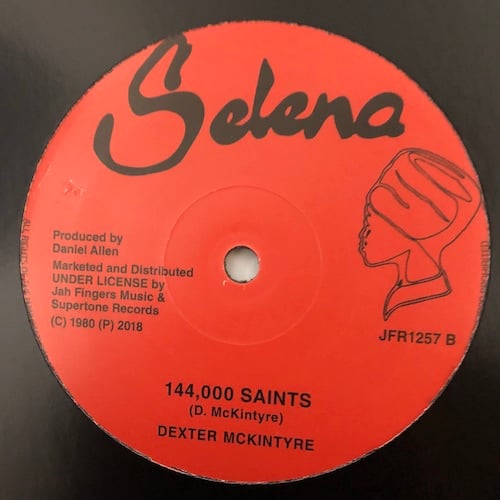 Selena
Produced by
Daniel Allen
Marketed and Distributed
UNDER LICENSE by
Jah Fingers Music &
Supertone Records
(C) 1980 (P) 2018
JFR1257 B
144,000 SAINTS
(D. McKintyre)
DEXTER MCKINTYRE